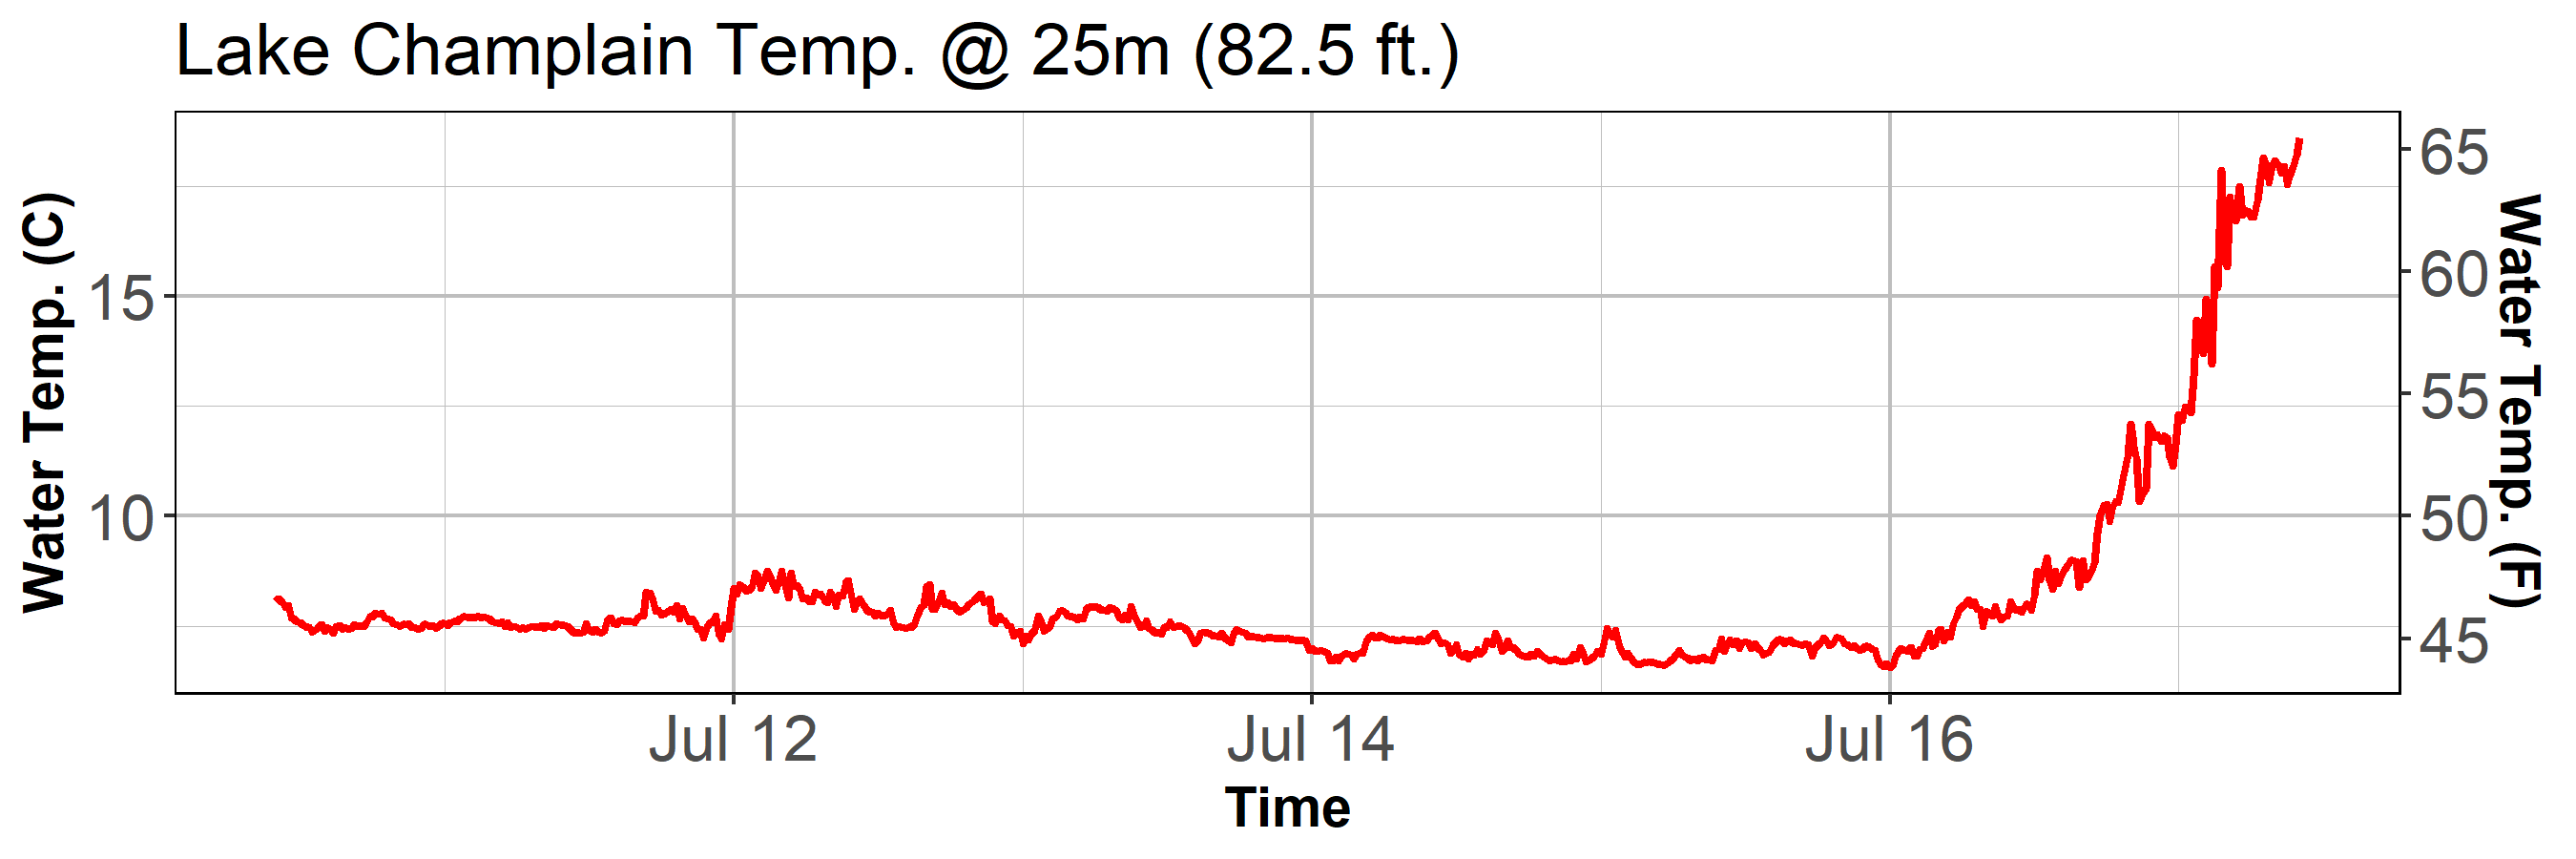 Lake Champlain Temp. @ 25m (82.5 ft.)
Water Temp. (C)
15
10
65
60
55
50
45
Water Temp. (F)
Jul 12
Jul 14
Jul 16
Time